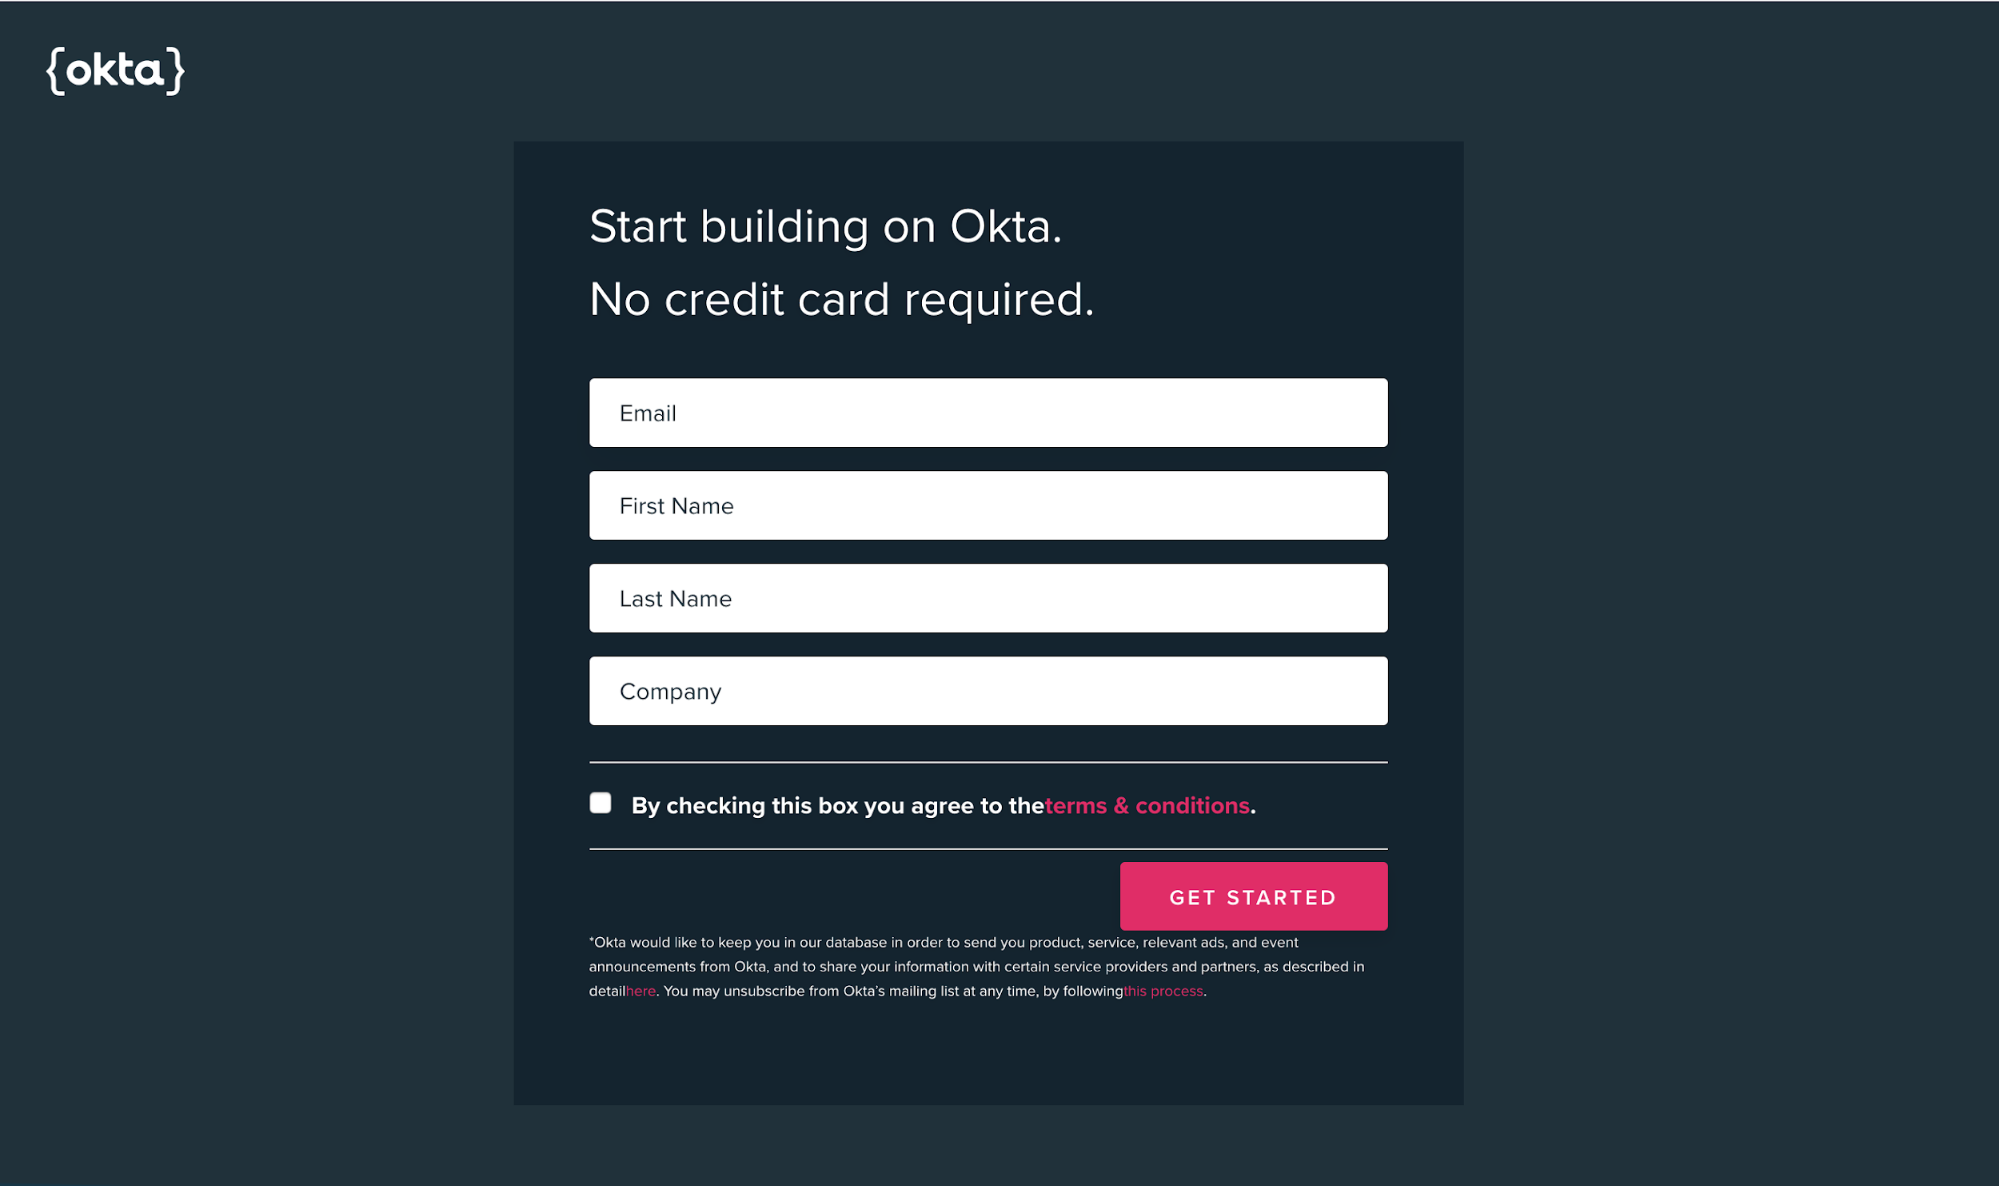 {okta}
Start building on Okta.
No credit card required.
Email
First Name
Last Name
Company
By checking this box you agree to theterms & conditions.
GET STARTED
*Okta would like to keep you in our database in order to send you product, service, relevant ads, and event
announcements from Okta, and to share your information with certain service providers and partners, as described in
detailhere. You may unsubscribe from Okta's mailing list at any time, by followingthis process.